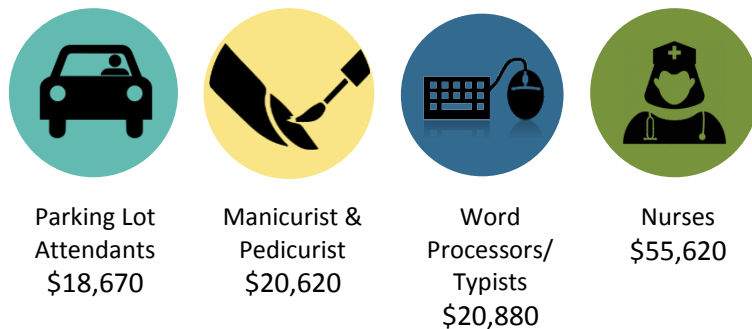 Parking Lot
Attendants
$18,670
Manicurist &
Pedicurist
$20,620
Word
Processors/
Typists
$20,880
Nurses
$55,620